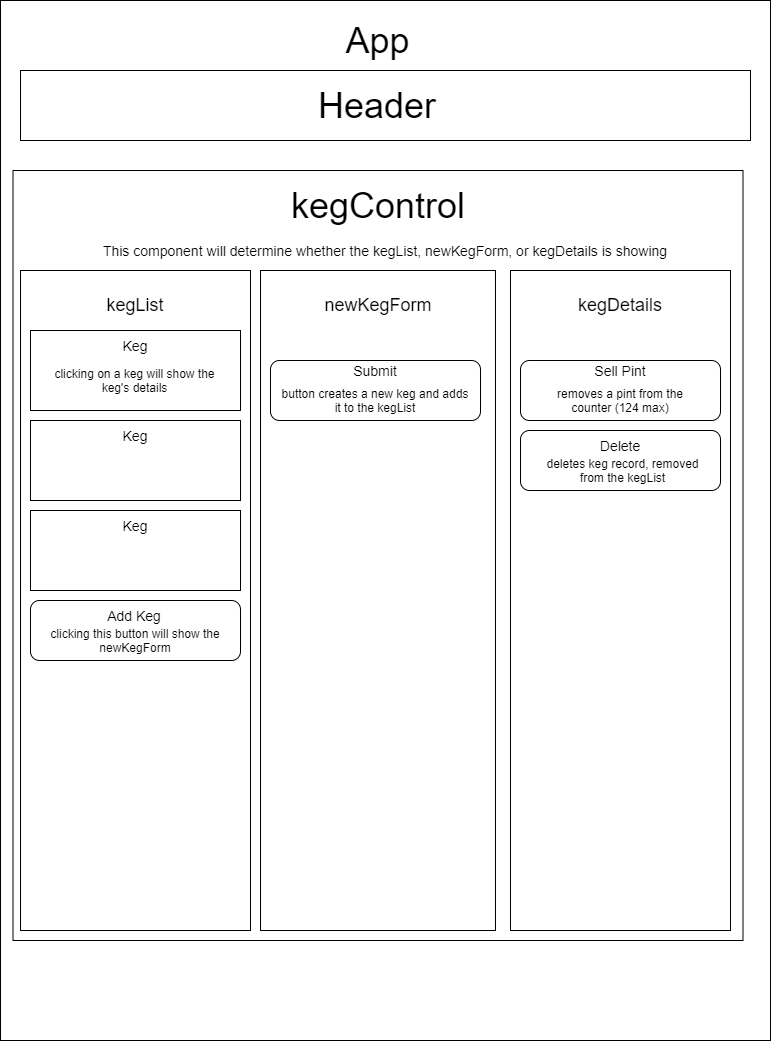 App
Header
kegControl
This component will determine whether the kegList, newKegForm, or kegDetails is showing
kegList
Keg
clicking on a keg will show the
keg's details
Keg
Keg
Add Keg
clicking this button will show the
newKegForm
newKegForm
Submit
button creates a new keg and adds
it to the kegList
kegDetails
Sell Pint
removes a pint from the
counter (124 max)
Delete
deletes keg record, removed
from the kegList